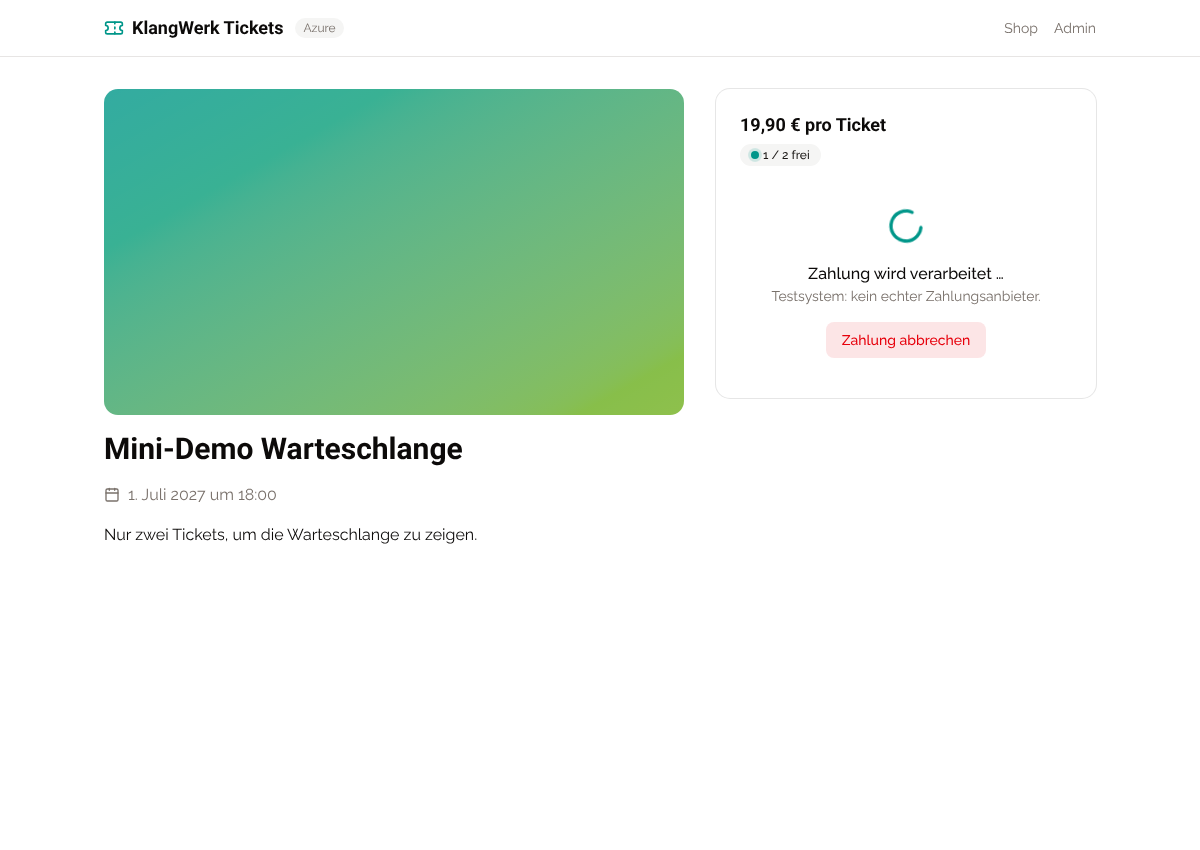 KlangWerk Tickets
Azure
Shop
Admin
19,90 € pro Ticket
1 / 2 frei
Zahlung wird verarbeitet …
Testsystem: kein echter Zahlungsanbieter.
Zahlung abbrechen
Mini-Demo Warteschlange
1. Juli 2027 um 18:00
Nur zwei Tickets, um die Warteschlange zu zeigen.